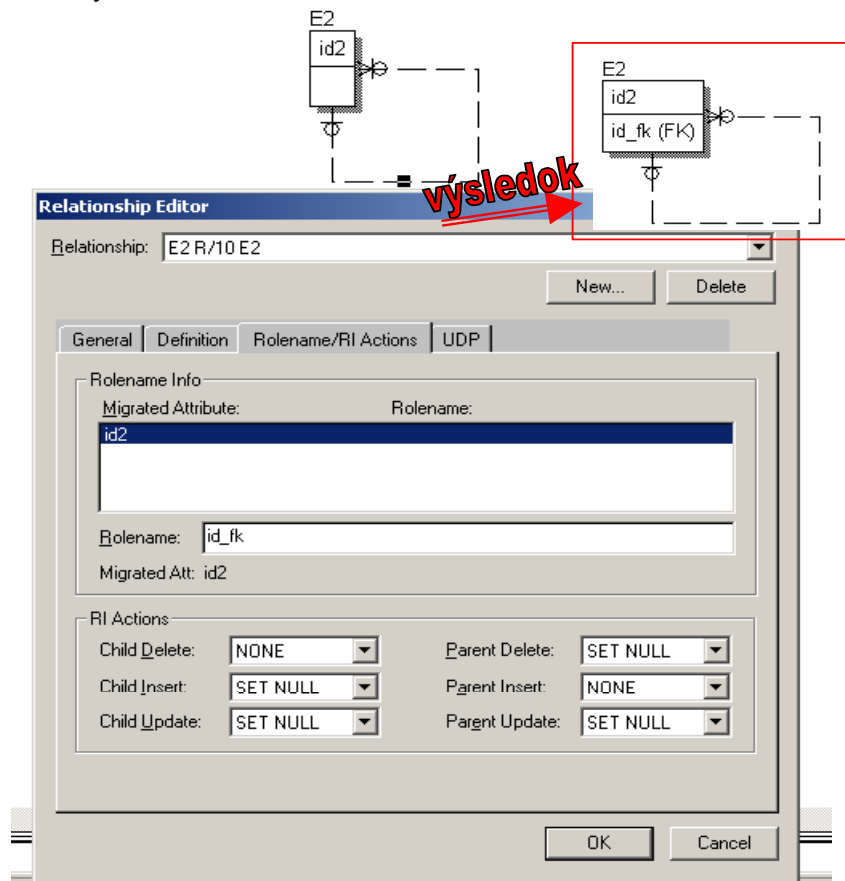 E2
id2
E2
id2
id_fk (FK)
výsledok
Relationship Editor
Relationship: E2 R/10 E2
New... Delete
General Definition Rolename/RI Actions UDP
Rolename Info
Migrated Attribute: Rolename:
id2
Rolename: id_fk
Migrated Att: id2
RI Actions
Child Delete: NONE Parent Delete: SET NULL
Child Insert: SET NULL Parent Insert: NONE
Child Update: SET NULL Parent Update: SET NULL
OK Cancel